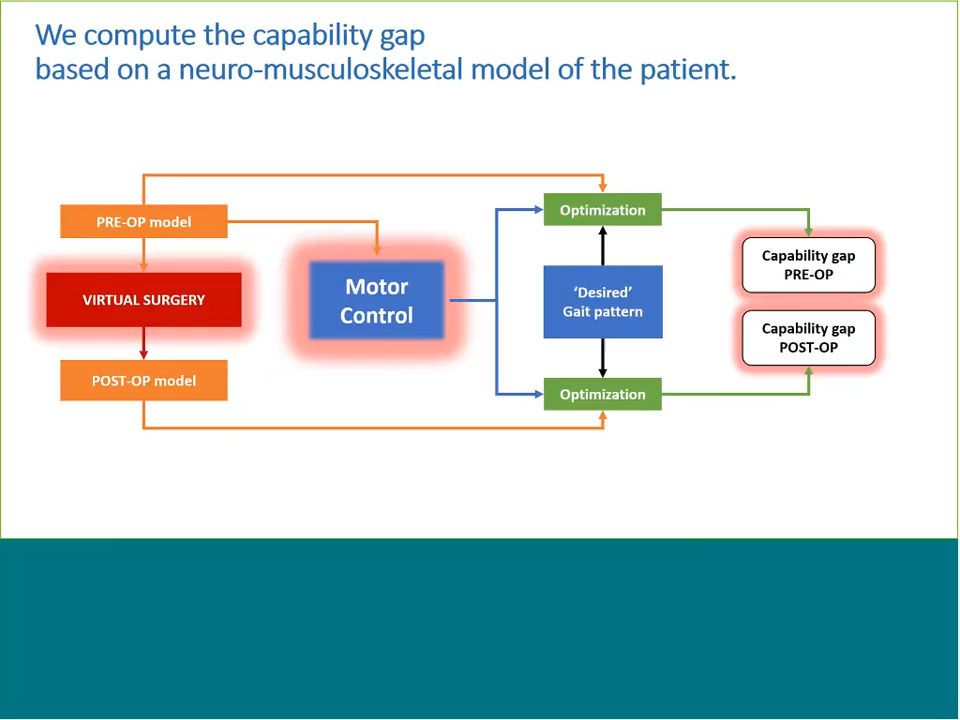 We compute the capability gap
based on a neuro-musculoskeletal model of the patient.
PRE-OP model
VIRTUAL SURGERY
POST-OP model
Motor
Control
Optimization
‘Desired’
Gait pattern
Optimization
Capability gap
PRE-OP
Capability gap
POST-OP